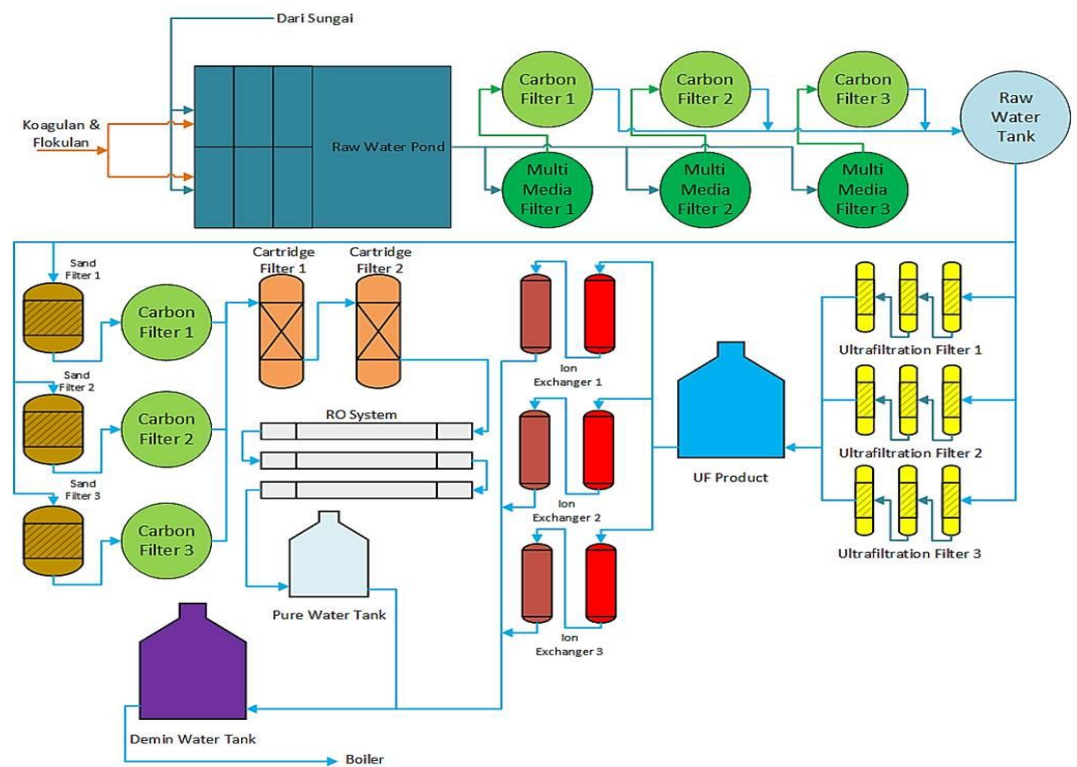 Dari Sungai
Koagulan &
Flokulan
Raw Water Pond
Carbon
Filter 1
Carbon
Filter 2
Carbon
Filter 3
Multi
Media
Filter 1
Multi
Media
Filter 2
Multi
Media
Filter 3
Raw
Water
Tank
Sand
Filter 1
Carbon
Filter 1
Cartridge
Filter 1
Cartridge
Filter 2
Sand
Filter 2
Carbon
Filter 2
Sand
Filter 3
Carbon
Filter 3
RO System
Pure Water Tank
Ion
Exchanger 1
Ion
Exchanger 2
Ion
Exchanger 3
UF Product
Ultrafiltration Filter 1
Ultrafiltration Filter 2
Ultrafiltration Filter 3
Demin Water Tank
Boiler